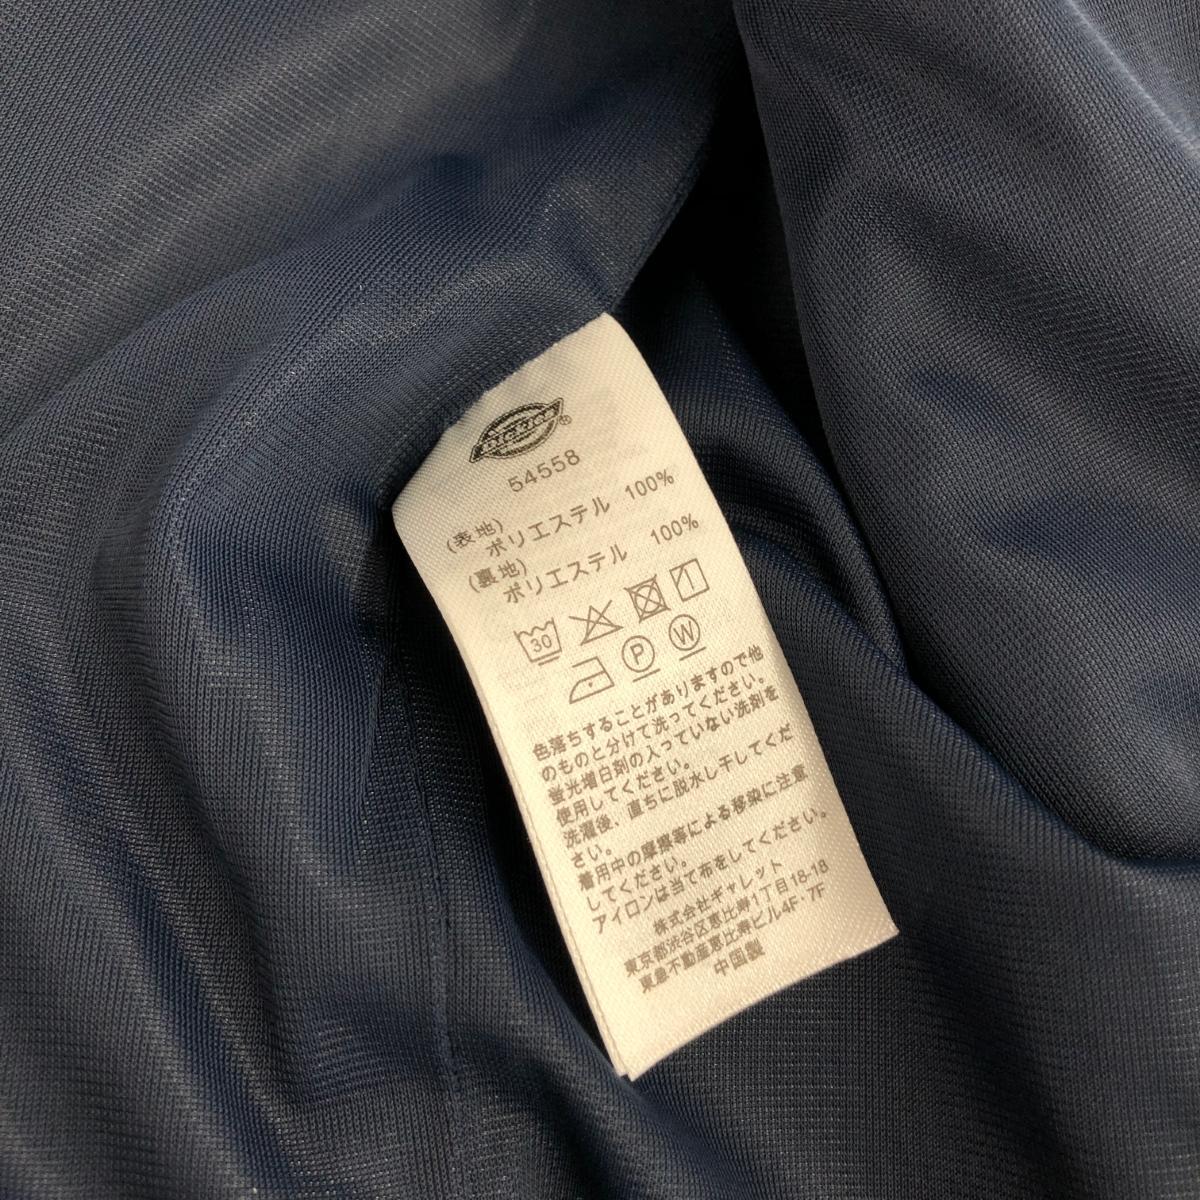 Dickies®
54558
(表地)
ポリエステル 100%
(裏地)
ポリエステル 100%
30
P W
色落ちすることがありますので他
のものと分けて洗ってください。
蛍光増白剤の入っていない洗剤を
使用してください。
洗濯後、直ちに脱水し干してくだ
さい。
着用中の摩擦等による移染に注意
してください。
アイロンは当て布をしてください。
株式会社ギャレット
東京都渋谷区恵比寿1丁目18-18
東急不動産恵比寿ビル4F・7F
中国製